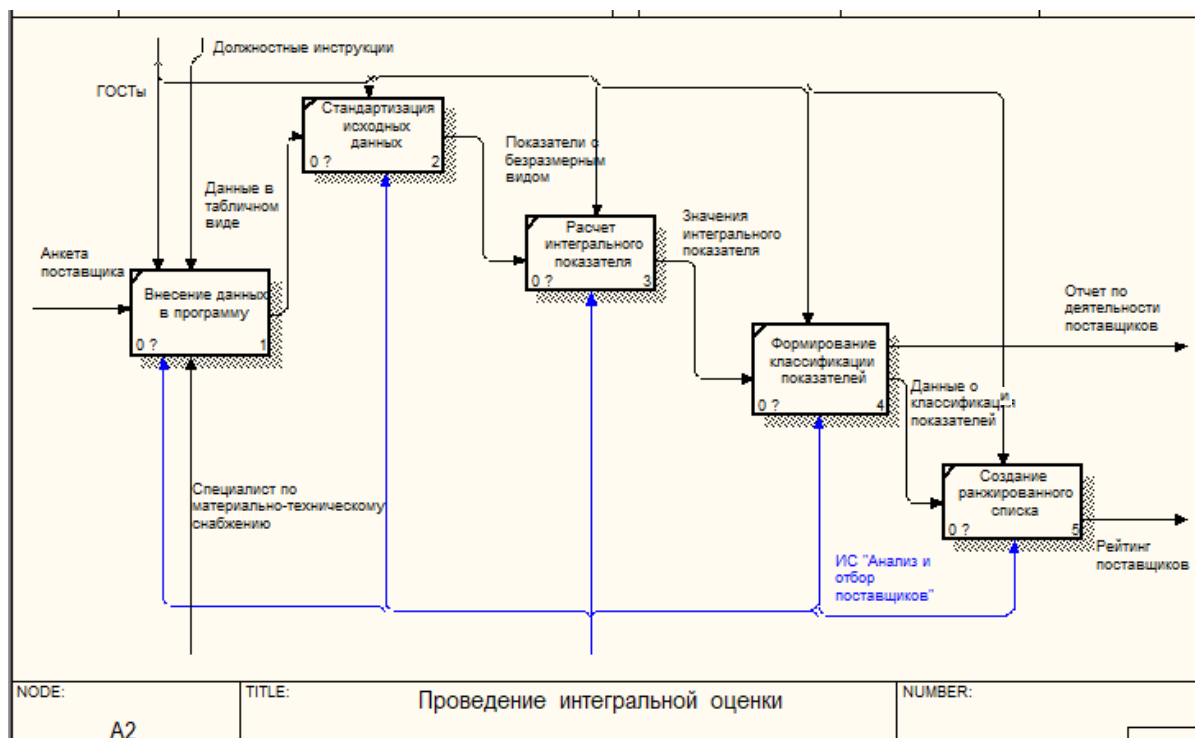 Должностные инструкции
ГОСТы
Стандартизация
исходных
данных
0 ?
2
Показатели с
безразмерным
видом
Данные в
табличном
виде
Анкета
поставщика
Внесение данных
в программу
0 ?
1
Расчет
интегрального
показателя
0 ?
3
Значения
интегрального
показателя
Отчет по
деятельности
поставщиков
Формирование
классификации
показателей
0 ?
4
Данные о
классификации
показателей
Создание
ранжированного
списка
0 ?
5
Рейтинг
поставщиков
Специалист по
материально-техническому
снабжению
ИС "Анализ и
отбор
поставщиков"
NODE:
A2
TITLE:
Проведение интегральной оценки
NUMBER: